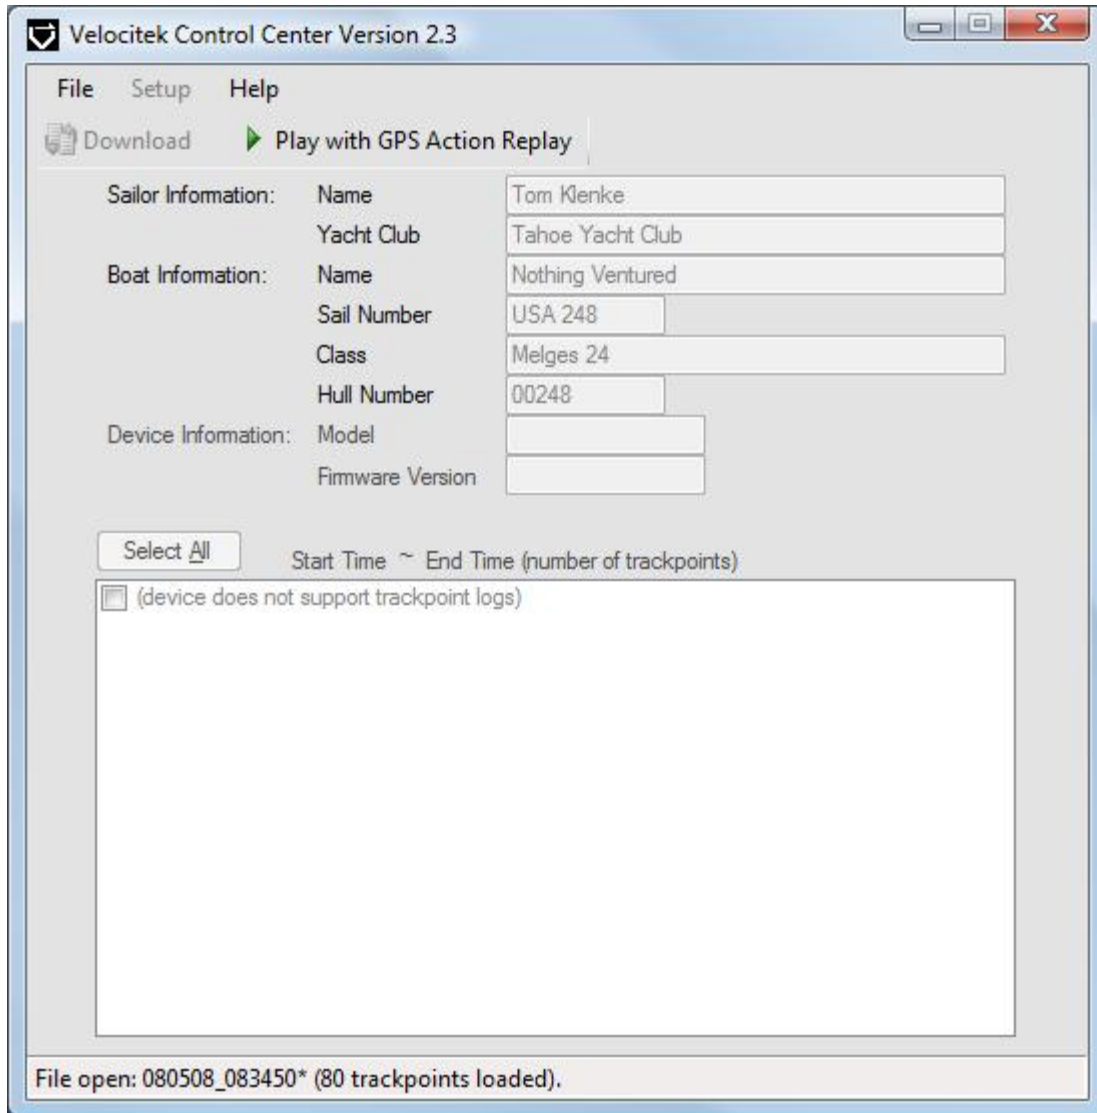 Velocitek Control Center Version 2.3
File Setup Help
Download Play with GPS Action Replay
Sailor Information: Name Tom Klenke
Yacht Club Tahoe Yacht Club
Boat Information: Name Nothing Ventured
Sail Number USA 248
Class Melges 24
Hull Number 00248
Device Information: Model
Firmware Version
Select All Start Time ~ End Time (number of trackpoints)
(device does not support trackpoint logs)
File open: 080508_083450* (80 trackpoints loaded).